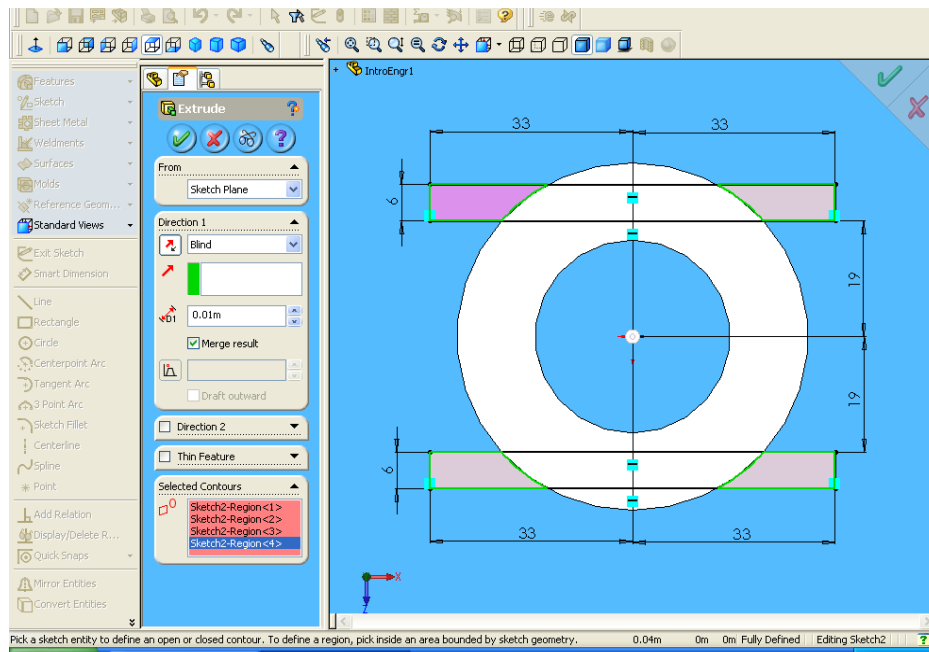 IntroEngr1
Features
Sketch
Sheet Metal
Weldments
Surfaces
Molds
Reference Geom...
Standard Views
Exit Sketch
Smart Dimension
Line
Rectangle
Circle
Centerpoint Arc
Tangent Arc
3 Point Arc
Sketch Fillet
Centerline
Spline
Point
Add Relation
Display/Delete R...
Quick Snaps
Mirror Entities
Convert Entities
Extrude
From
Sketch Plane
Direction 1
Blind
D1 0.01m
Merge result
Draft outward
Direction 2
Thin Feature
Selected Contours
Sketch2-Region<1>
Sketch2-Region<2>
Sketch2-Region<3>
Sketch2-Region<4>
33 33
6
19
19
6
33 33
X
Z
Pick a sketch entity to define an open or closed contour. To define a region, pick inside an area bounded by sketch geometry. 0.04m 0m 0m Fully Defined Editing Sketch2